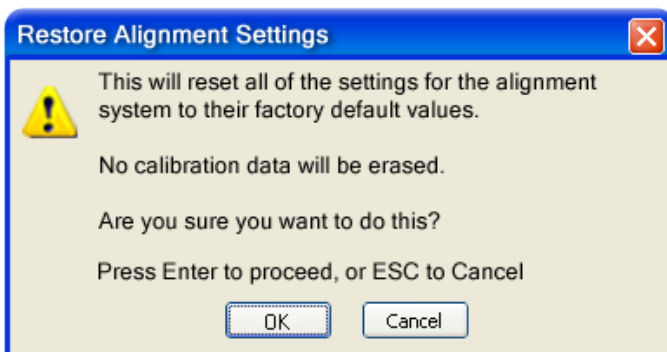 Restore Alignment Settings
This will reset all of the settings for the alignment
system to their factory default values.
No calibration data will be erased.
Are you sure you want to do this?
Press Enter to proceed, or ESC to Cancel
OK
Cancel